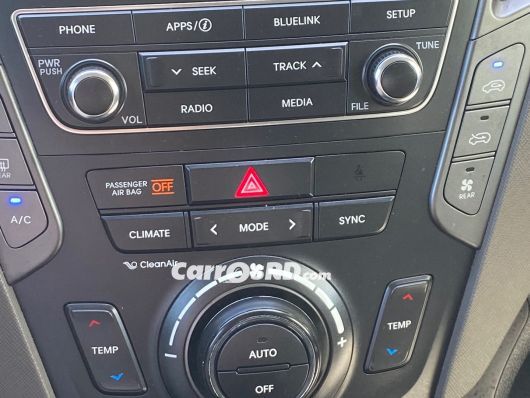 PHONE
APPS/i
BLUELINK
SETUP
PWR
PUSH
SEEK
TRACK
TUNE
VOL
RADIO
MEDIA
FILE
PASSENGER
AIR BAG
OFF
REAR
REAR
A/C
CLIMATE
MODE
SYNC
CleanAir
CarroRD.com
TEMP
TEMP
AUTO
OFF
- +